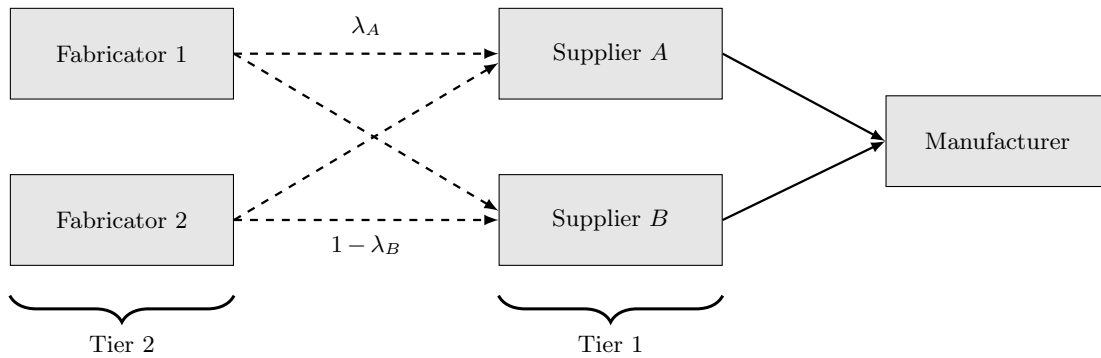 λ_A
Fabricator 1
Supplier A
Manufacturer
Fabricator 2
Supplier B
1 − λ_B
Tier 2
Tier 1